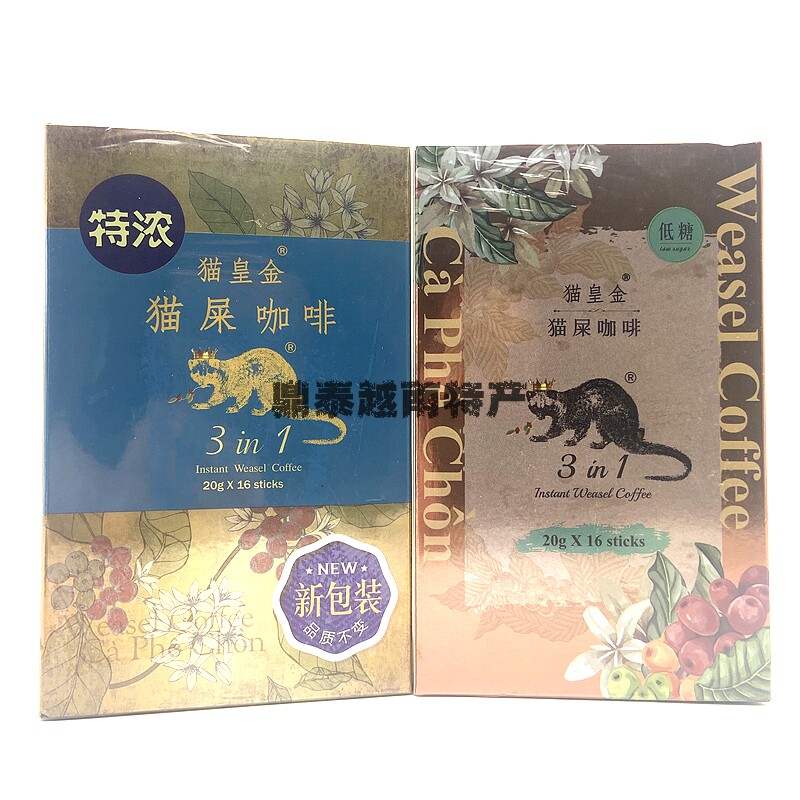 特浓
猫皇金®
猫屎咖啡
®
3 in 1
Instant Weasel Coffee
20g X 16 sticks
NEW
新包装
品质不变
Weasel Coffee
Cà Phê Chồn
低糖
low sugar
猫皇金®
猫屎咖啡
®
3 in 1
Instant Weasel Coffee
20g X 16 sticks
Weasel Coffee
Chồn
鼎泰越南特产